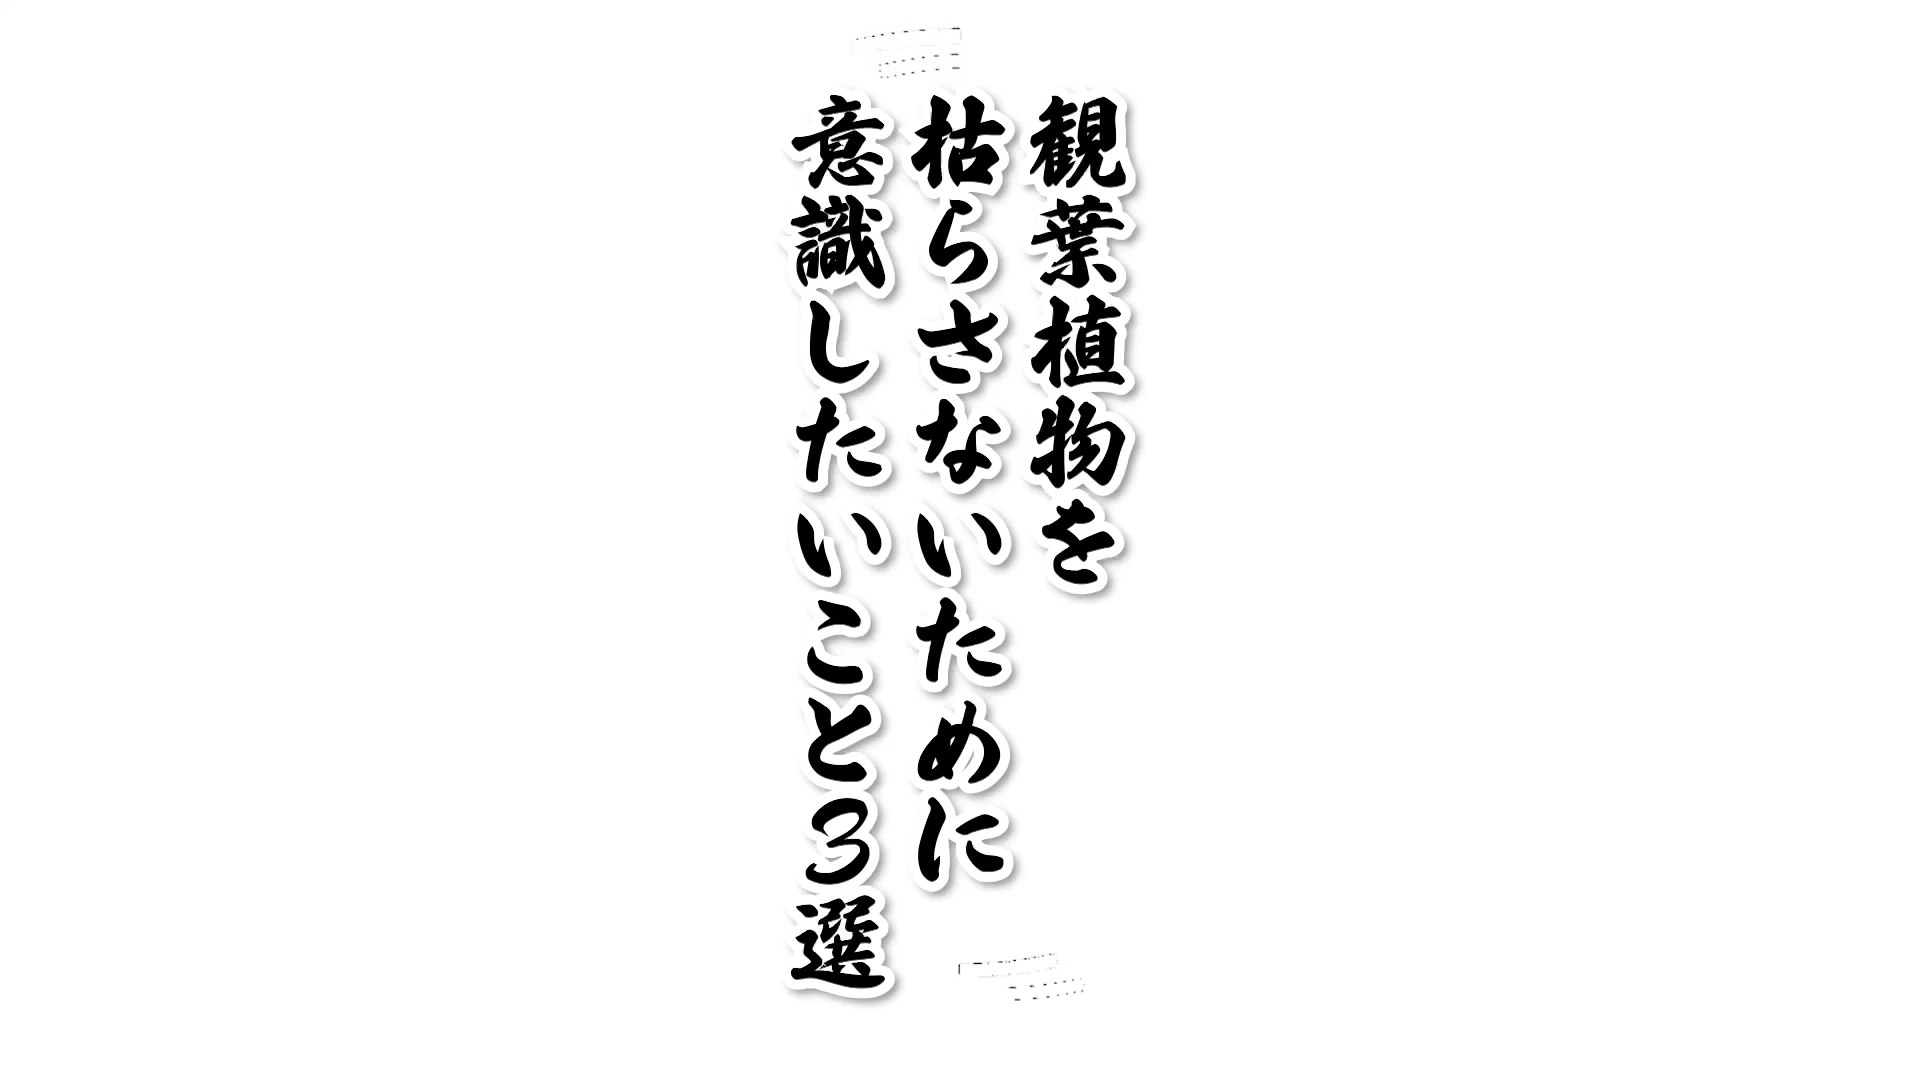 観葉植物を
枯らさないために
意識したいこと３選